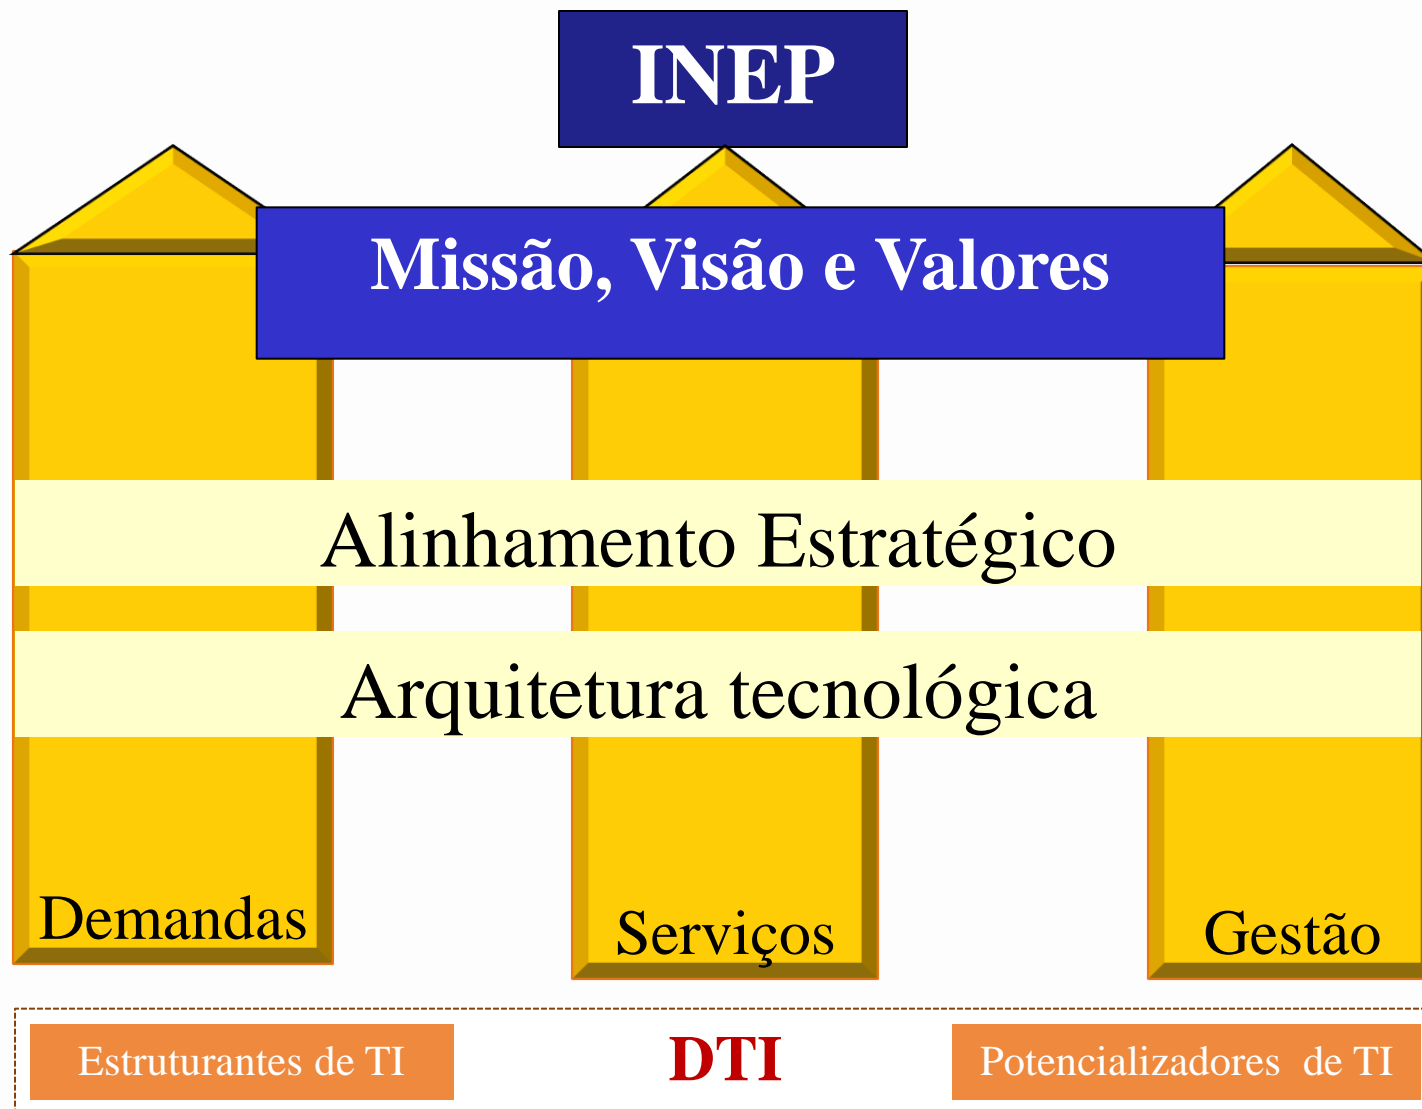 INEP
Missão, Visão e Valores
Alinhamento Estratégico
Arquitetura tecnológica
Demandas
Serviços
Gestão
Estruturantes de TI
DTI
Potencializadores de TI